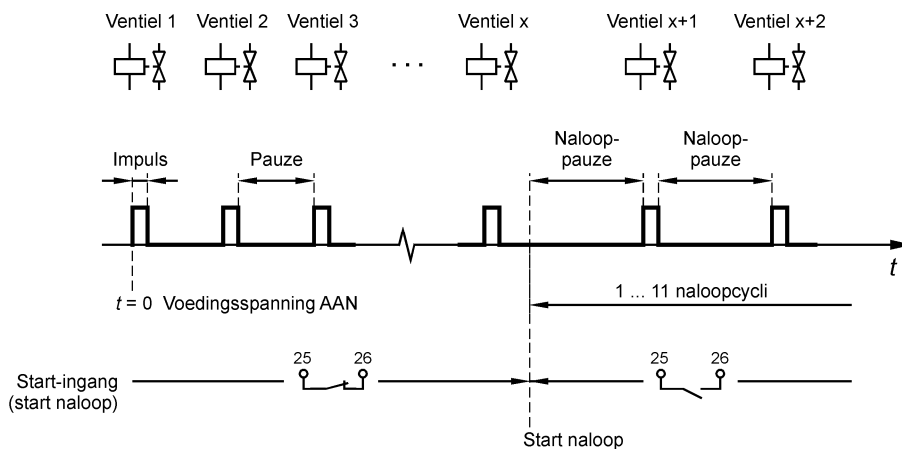 Ventiel 1 Ventiel 2 Ventiel 3 Ventiel x Ventiel x+1 Ventiel x+2
. . .
Naloop-
pauze
Naloop-
pauze
Impuls Pauze
t
t = 0 Voedingsspanning AAN
1 ... 11 naloopcycli
25 26 25 26
Start-ingang
(start naloop)
Start naloop